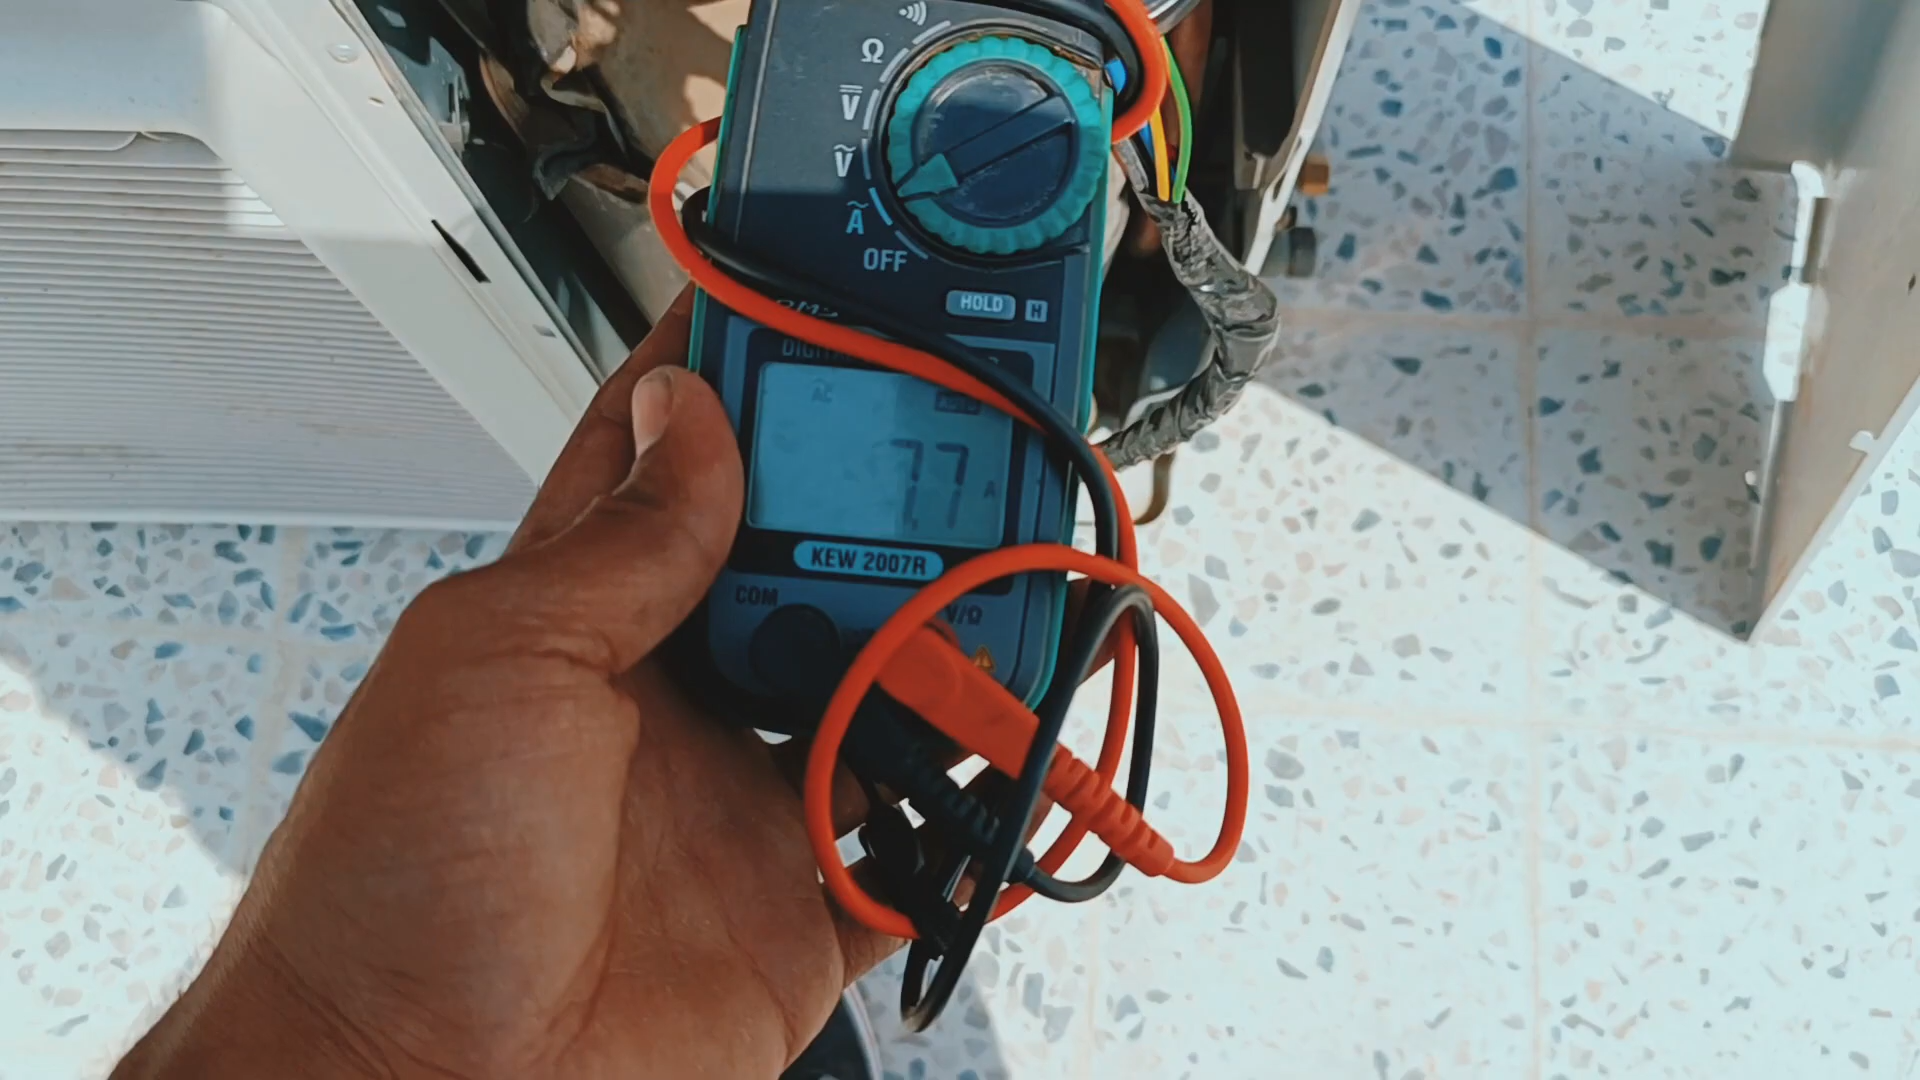 Ω
V
Ṽ
Ã
OFF
HOLD H
AC
7.7 A
KEW 2007R
COM
V/Ω